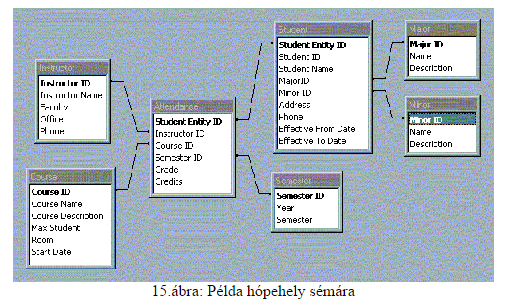 Instructor
Instructor ID
Instructor Name
Faculty
Office
Phone
Course
Course ID
Course Name
Course Description
Max Student
Room
Start Date
Attendance
Student Entity ID
Instructor ID
Course ID
Semester ID
Grade
Credits
Student
Student Entity ID
Student ID
Student Name
MajorID
Minor ID
Address
Phone
Effective From Date
Effective To Date
Semester
Semester ID
Year
Semester
Major
Major ID
Name
Description
Minor
Minor ID
Name
Description
15.ábra: Példa hópehely sémára